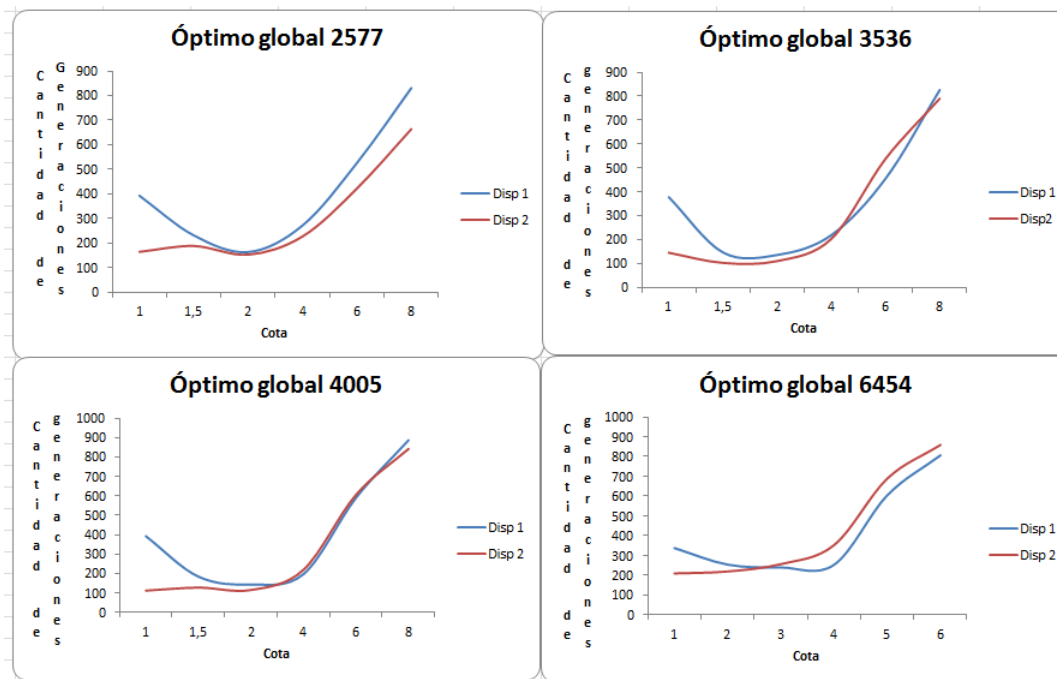 Óptimo global 2577
Cantidad de
Generaciones
900
800
700
600
500
400
300
200
100
0
1 1,5 2 4 6 8
Cota
Disp 1
Disp 2
Óptimo global 3536
Cantidad de
generaciones
900
800
700
600
500
400
300
200
100
0
1 1,5 2 4 6 8
Cota
Disp 1
Disp2
Óptimo global 4005
Cantidad de
generaciones
1000
900
800
700
600
500
400
300
200
100
0
1 1,5 2 4 6 8
Cota
Disp 1
Disp 2
Óptimo global 6454
Cantidad de
generaciones
1000
900
800
700
600
500
400
300
200
100
0
1 2 3 4 5 6
Cota
Disp 1
Disp 2